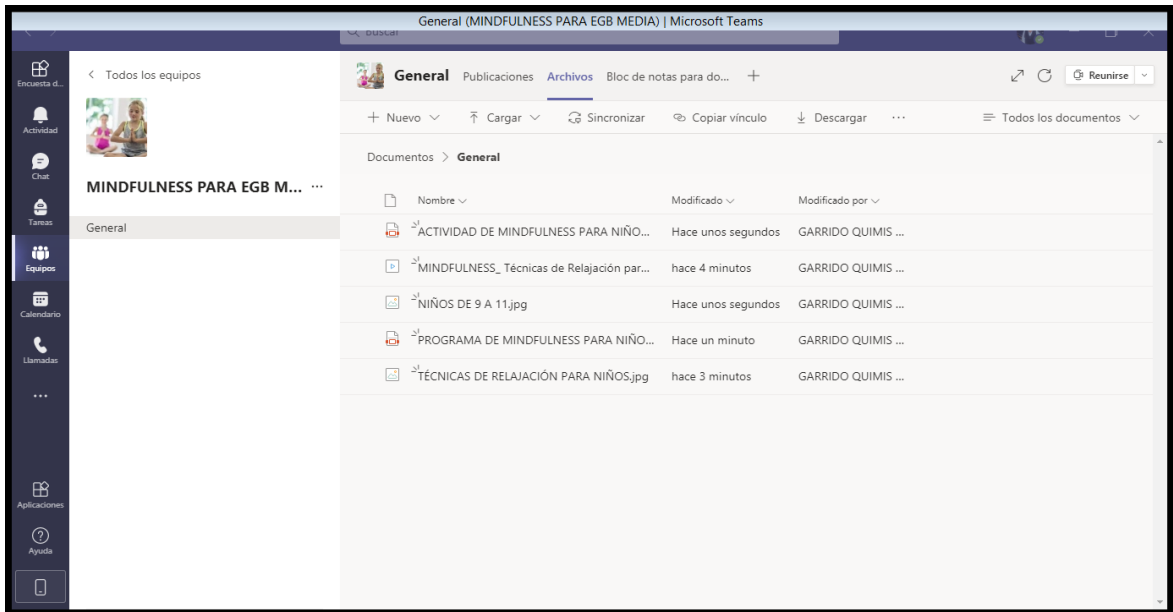 General (MINDFULNESS PARA EGB MEDIA) | Microsoft Teams
Buscar
Encuesta d...
Actividad
Chat
Tareas
Equipos
Calendario
Llamadas
...
Aplicaciones
Ayuda
< Todos los equipos
MINDFULNESS PARA EGB M... ...
General
General Publicaciones Archivos Bloc de notas para do... + Reunirse
+ Nuevo Cargar Sincronizar Copiar vínculo Descargar ... Todos los documentos
Documentos > General
Nombre Modificado Modificado por
ACTIVIDAD DE MINDFULNESS PARA NIÑO... Hace unos segundos GARRIDO QUIMIS ...
MINDFULNESS_ Técnicas de Relajación par... hace 4 minutos GARRIDO QUIMIS ...
NIÑOS DE 9 A 11.jpg Hace unos segundos GARRIDO QUIMIS ...
PROGRAMA DE MINDFULNESS PARA NIÑO... Hace un minuto GARRIDO QUIMIS ...
TÉCNICAS DE RELAJACIÓN PARA NIÑOS.jpg hace 3 minutos GARRIDO QUIMIS ...